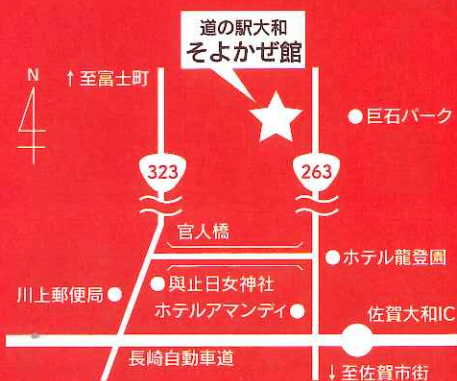 道の駅大和
そよかぜ館
N
↑至富士町
巨石パーク
323
263
官人橋
ホテル龍登園
與止日女神社
川上郵便局
ホテルアマンディ
佐賀大和IC
長崎自動車道
↓至佐賀市街